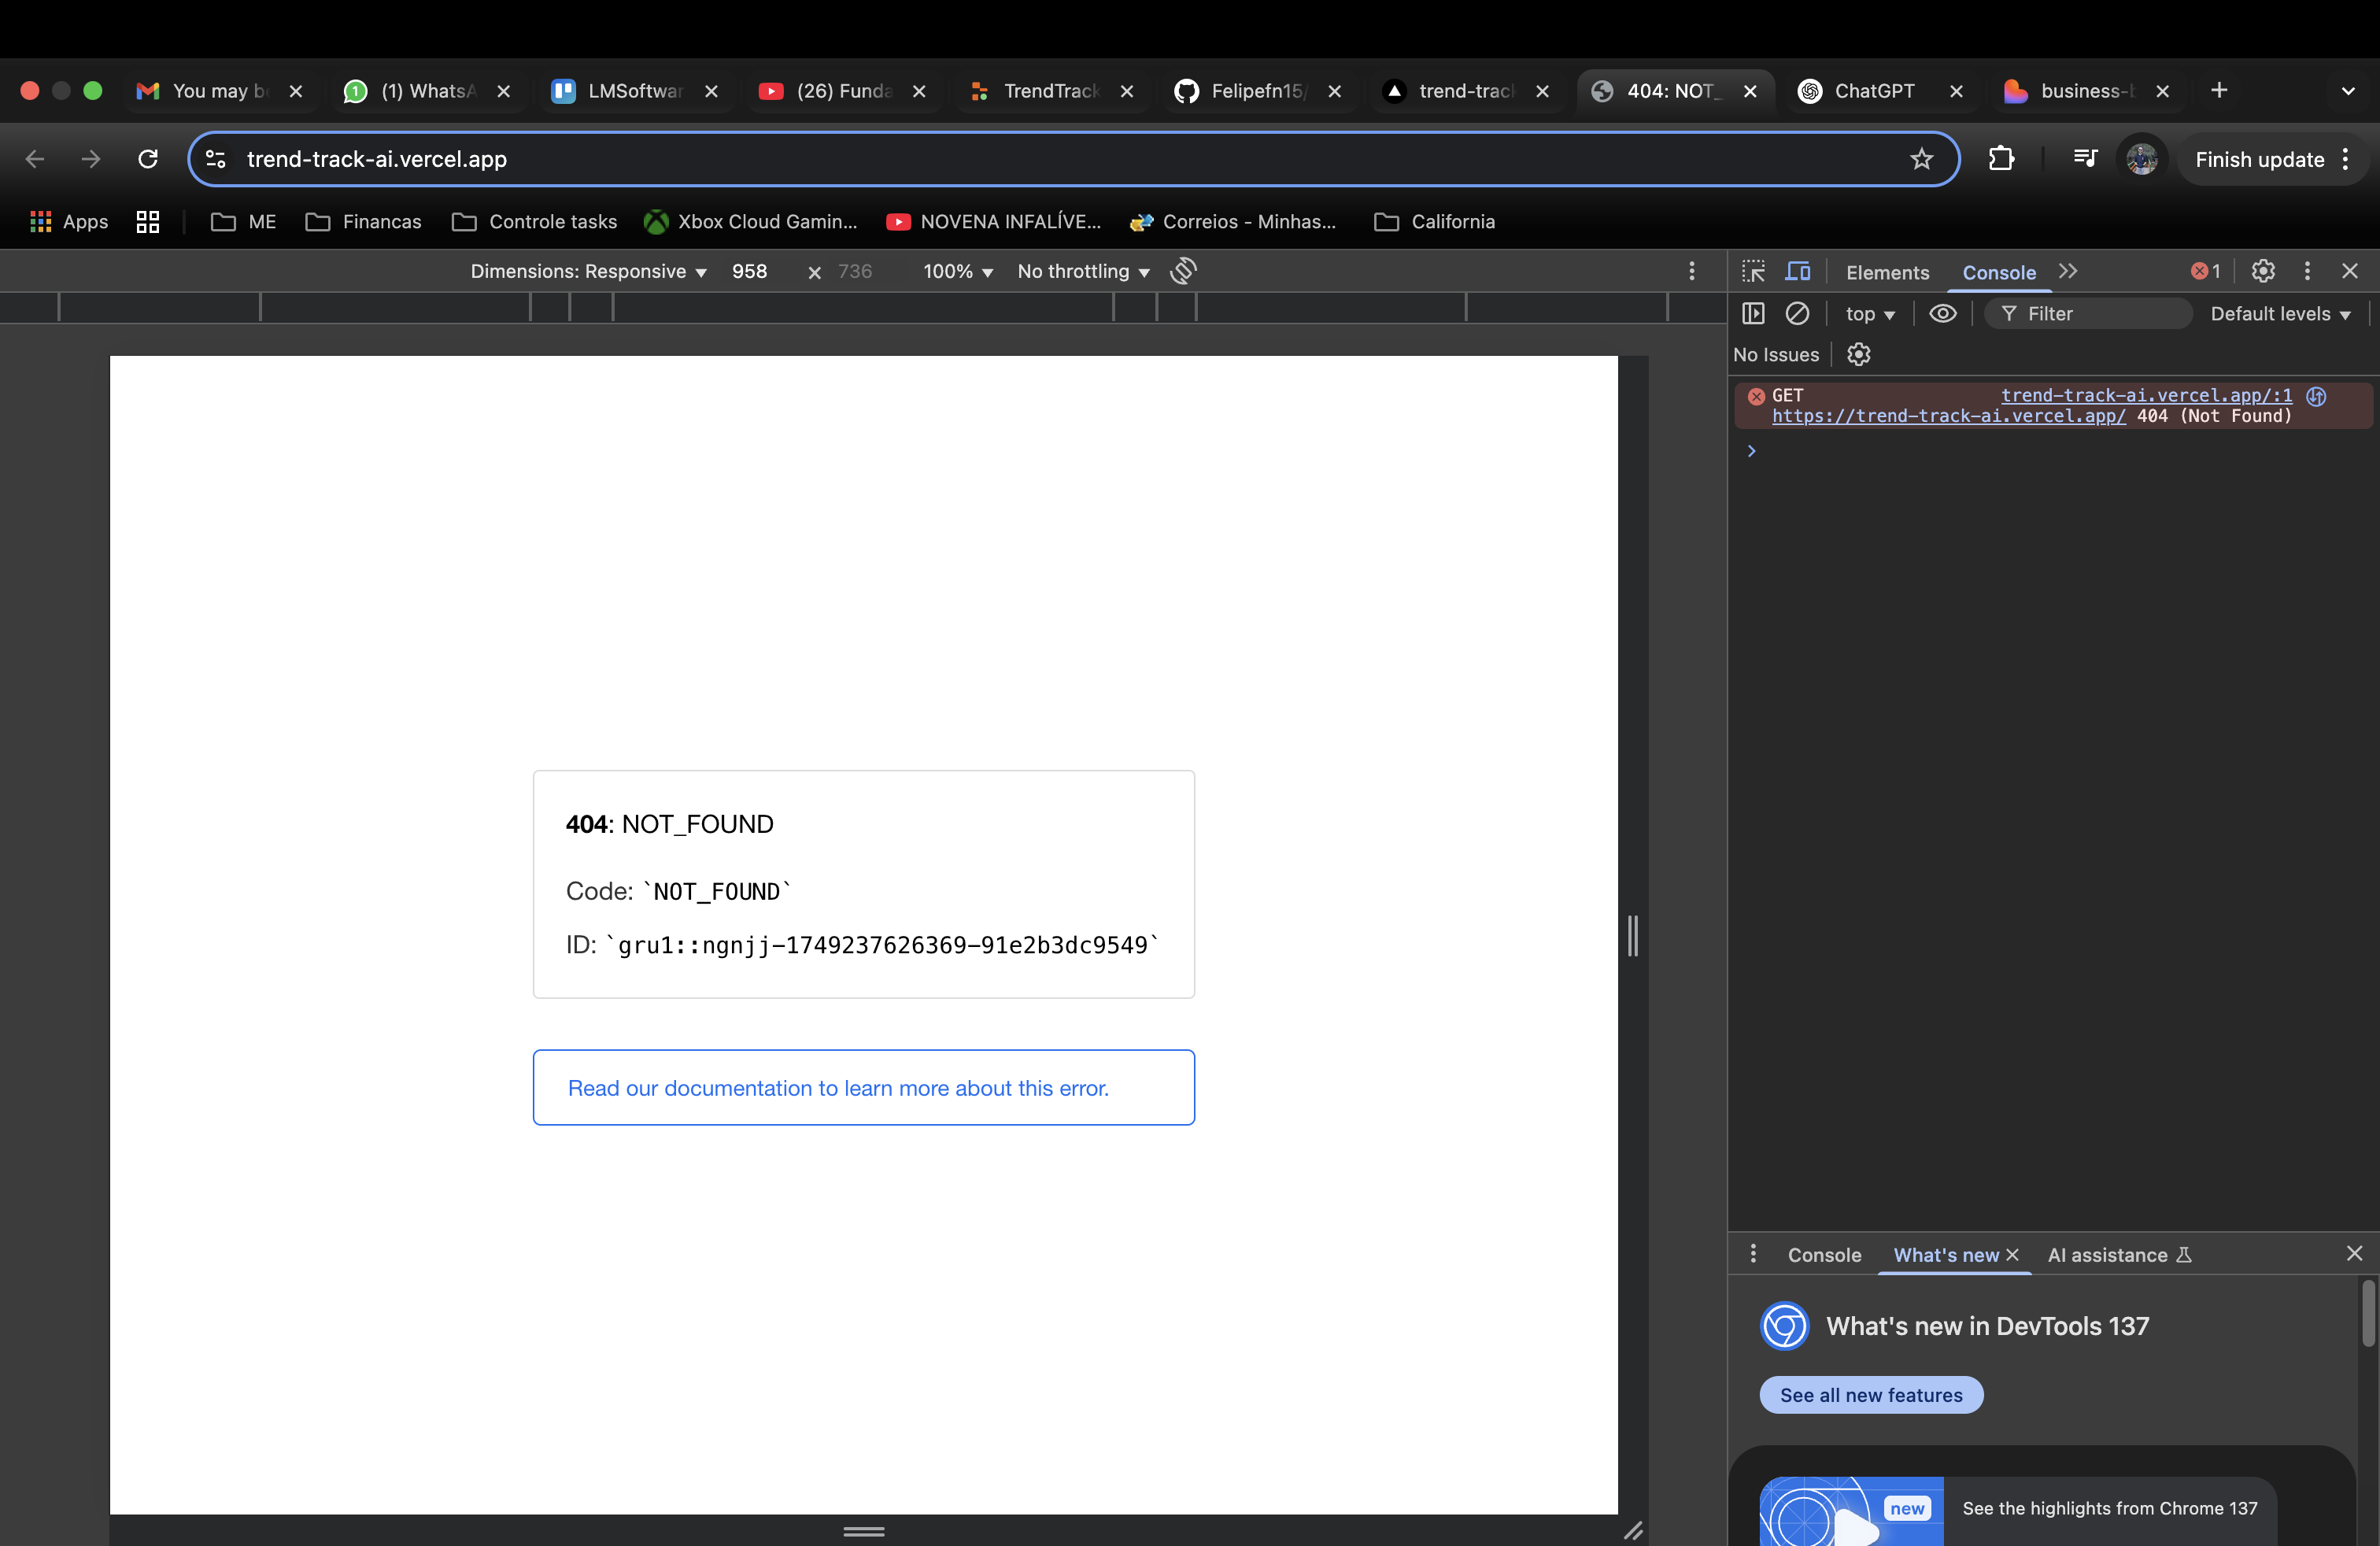 You may b
(1) WhatsA
LMSoftwar
(26) Funda
TrendTrack
Felipefn15/
trend-track
404: NOT_
ChatGPT
business-b
trend-track-ai.vercel.app
Finish update
Apps
ME
Financas
Controle tasks
Xbox Cloud Gamin...
NOVENA INFALÍVE...
Correios - Minhas...
California
Dimensions: Responsive
958
736
100%
No throttling
Elements
Console
1
top
Filter
Default levels
No Issues
GET
trend-track-ai.vercel.app/:1
https://trend-track-ai.vercel.app/ 404 (Not Found)
404: NOT_FOUND
Code: `NOT_FOUND`
ID: `gru1::ngnjj-1749237626369-91e2b3dc9549`
Read our documentation to learn more about this error.
Console
What's new
AI assistance
What's new in DevTools 137
See all new features
new
See the highlights from Chrome 137